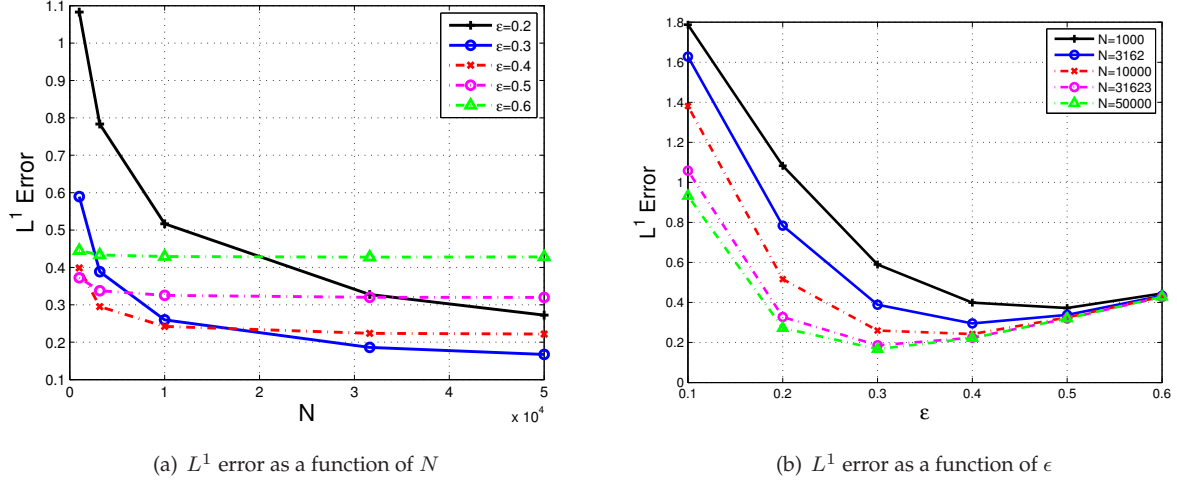 1.1
1
0.9
0.8
0.7
0.6
0.5
0.4
0.3
0.2
0.1
0
1
2
3
4
5
x 10⁴
N
L¹ Error
ε=0.2
ε=0.3
ε=0.4
ε=0.5
ε=0.6
(a) L¹ error as a function of N
1.8
1.6
1.4
1.2
1
0.8
0.6
0.4
0.2
0
0.1
0.2
0.3
0.4
0.5
0.6
ε
L¹ Error
N=1000
N=3162
N=10000
N=31623
N=50000
(b) L¹ error as a function of ϵ